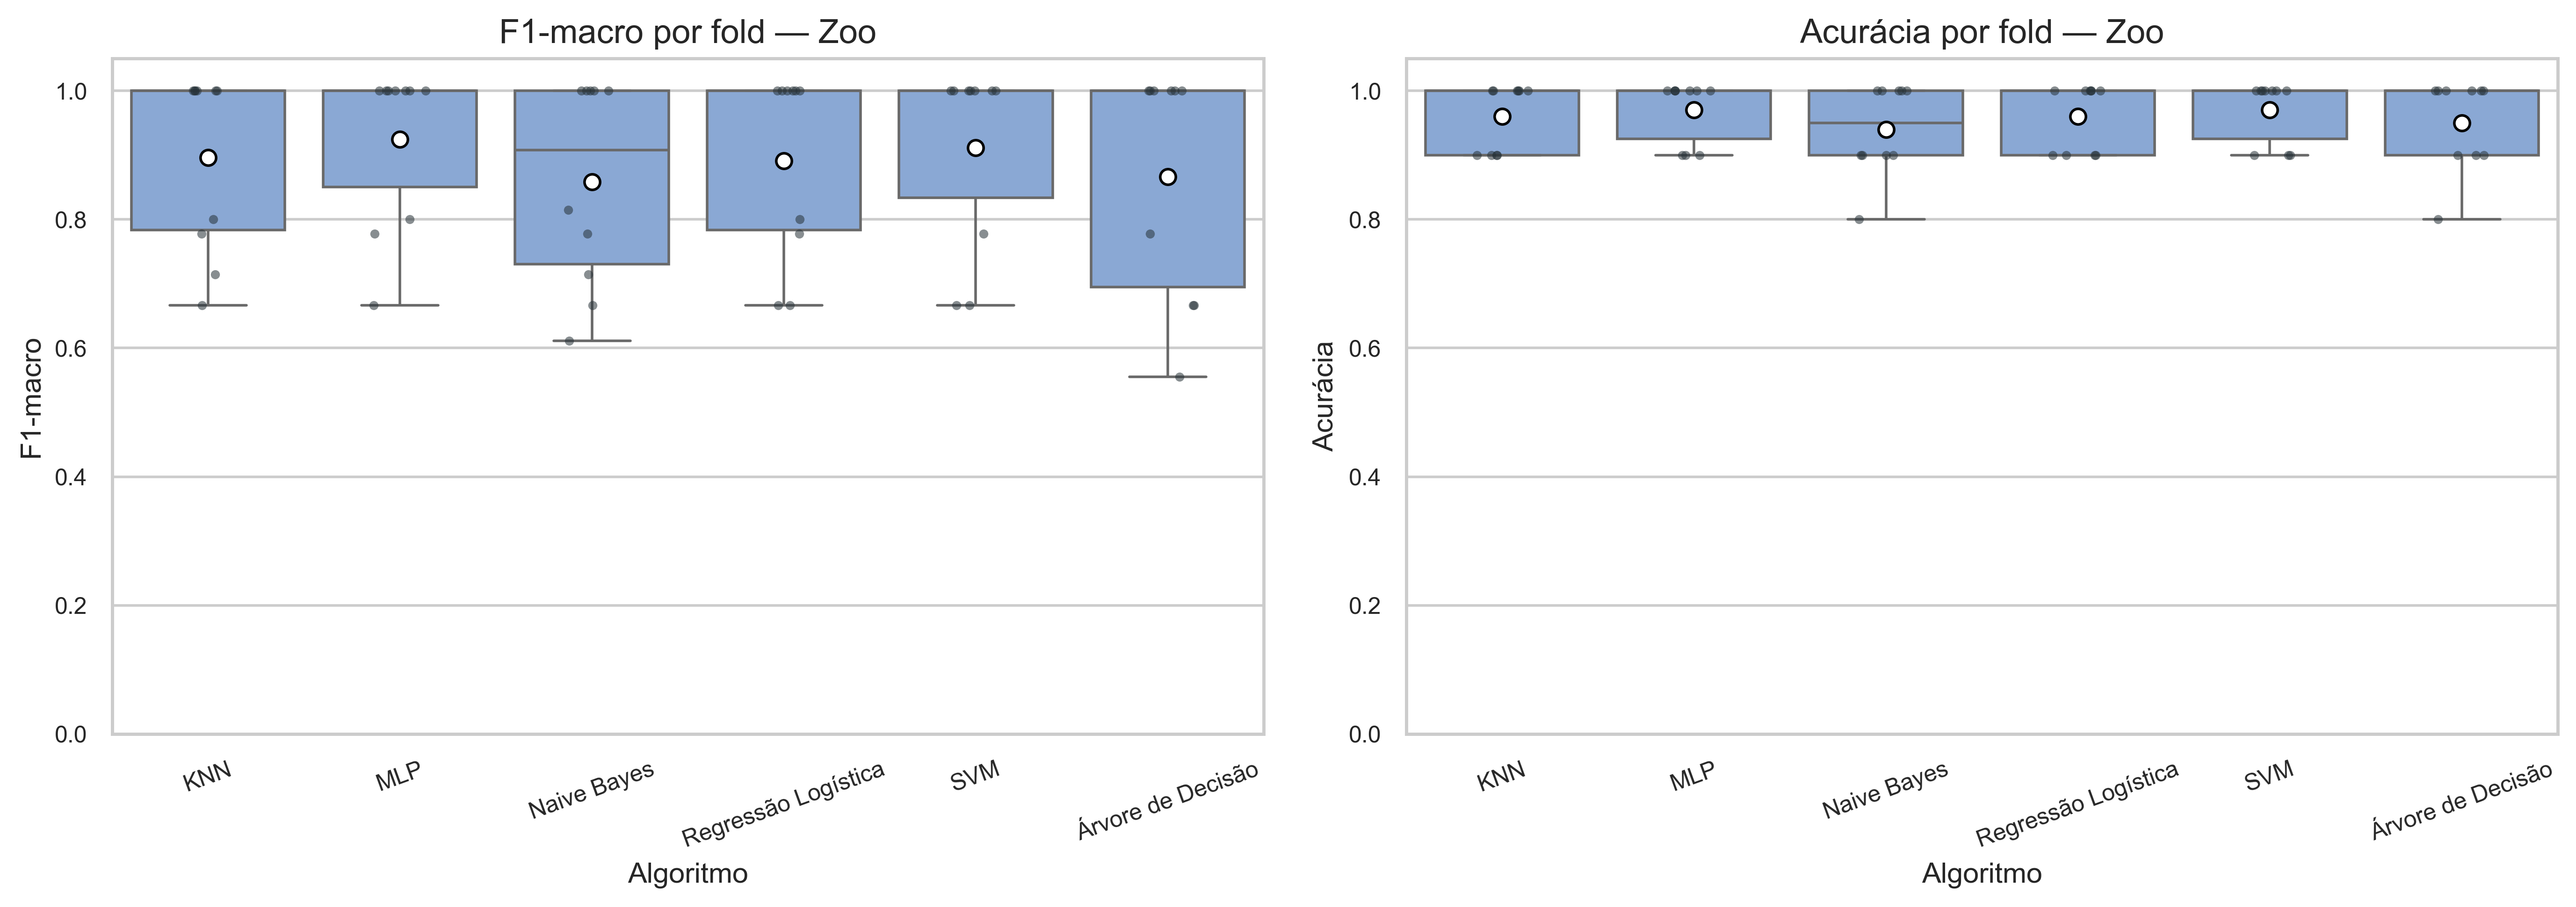 F1-macro por fold — Zoo
1.0
0.8
0.6
0.4
0.2
0.0
F1-macro
KNN
MLP
Naive Bayes
Regressão Logística
SVM
Árvore de Decisão
Algoritmo
Acurácia por fold — Zoo
1.0
0.8
0.6
0.4
0.2
0.0
Acurácia
KNN
MLP
Naive Bayes
Regressão Logística
SVM
Árvore de Decisão
Algoritmo